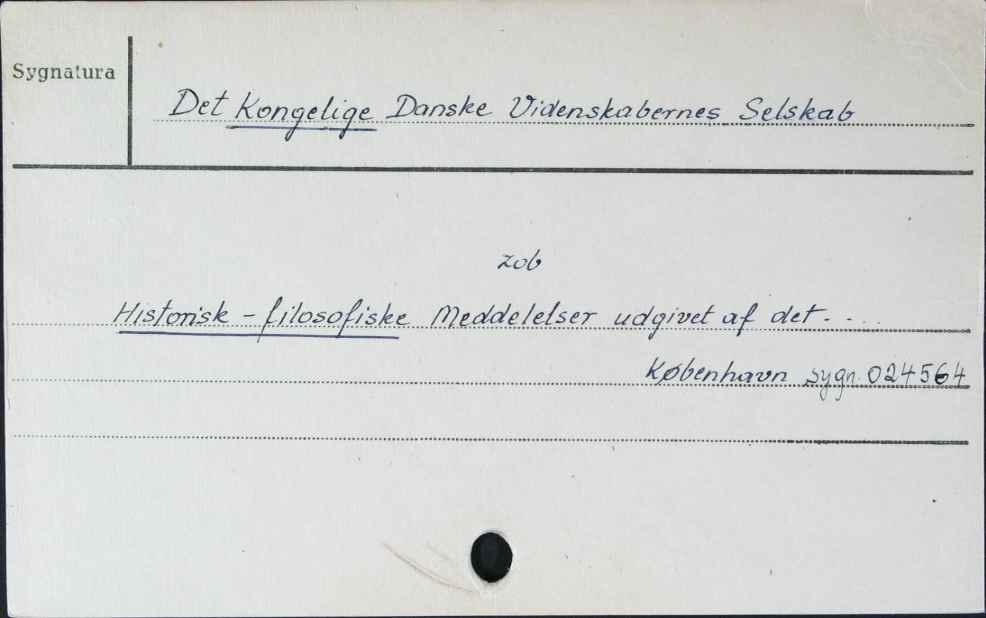 Sygnatura
Det Kongelige Danske Videnskabernes Selskab
zob
Historisk - filosofiske Meddelelser udgivet af det. . . .
København sygn. 024564